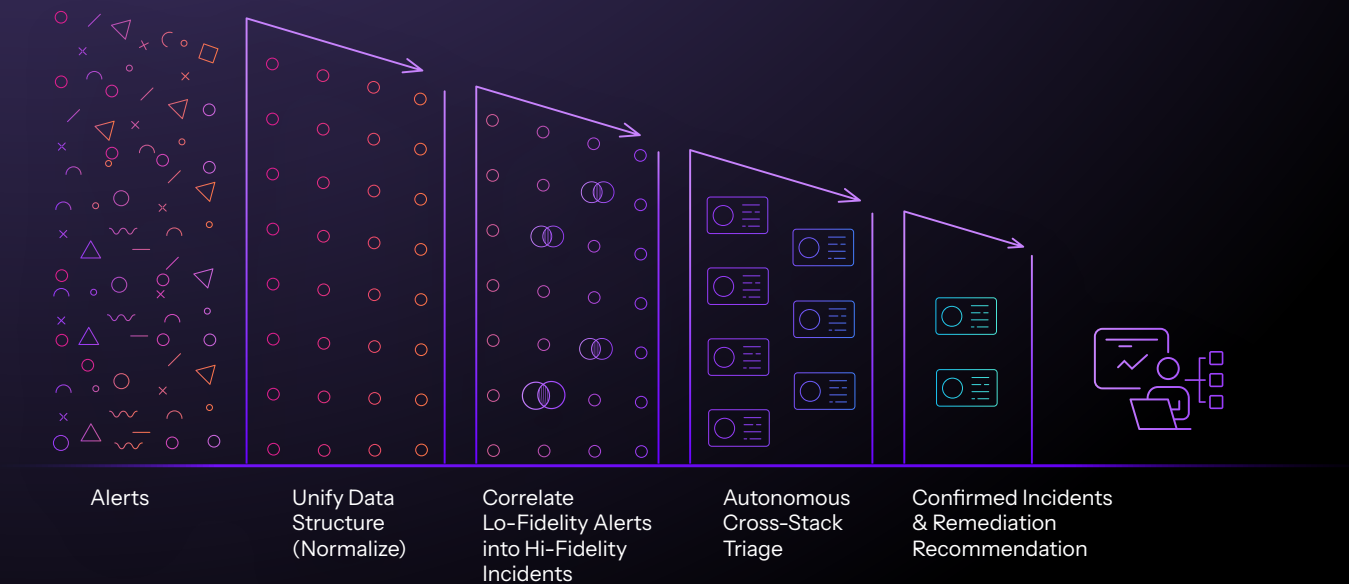 Alerts
Unify Data
Structure
(Normalize)
Correlate
Lo-Fidelity Alerts
into Hi-Fidelity
Incidents
Autonomous
Cross-Stack
Triage
Confirmed Incidents
& Remediation
Recommendation